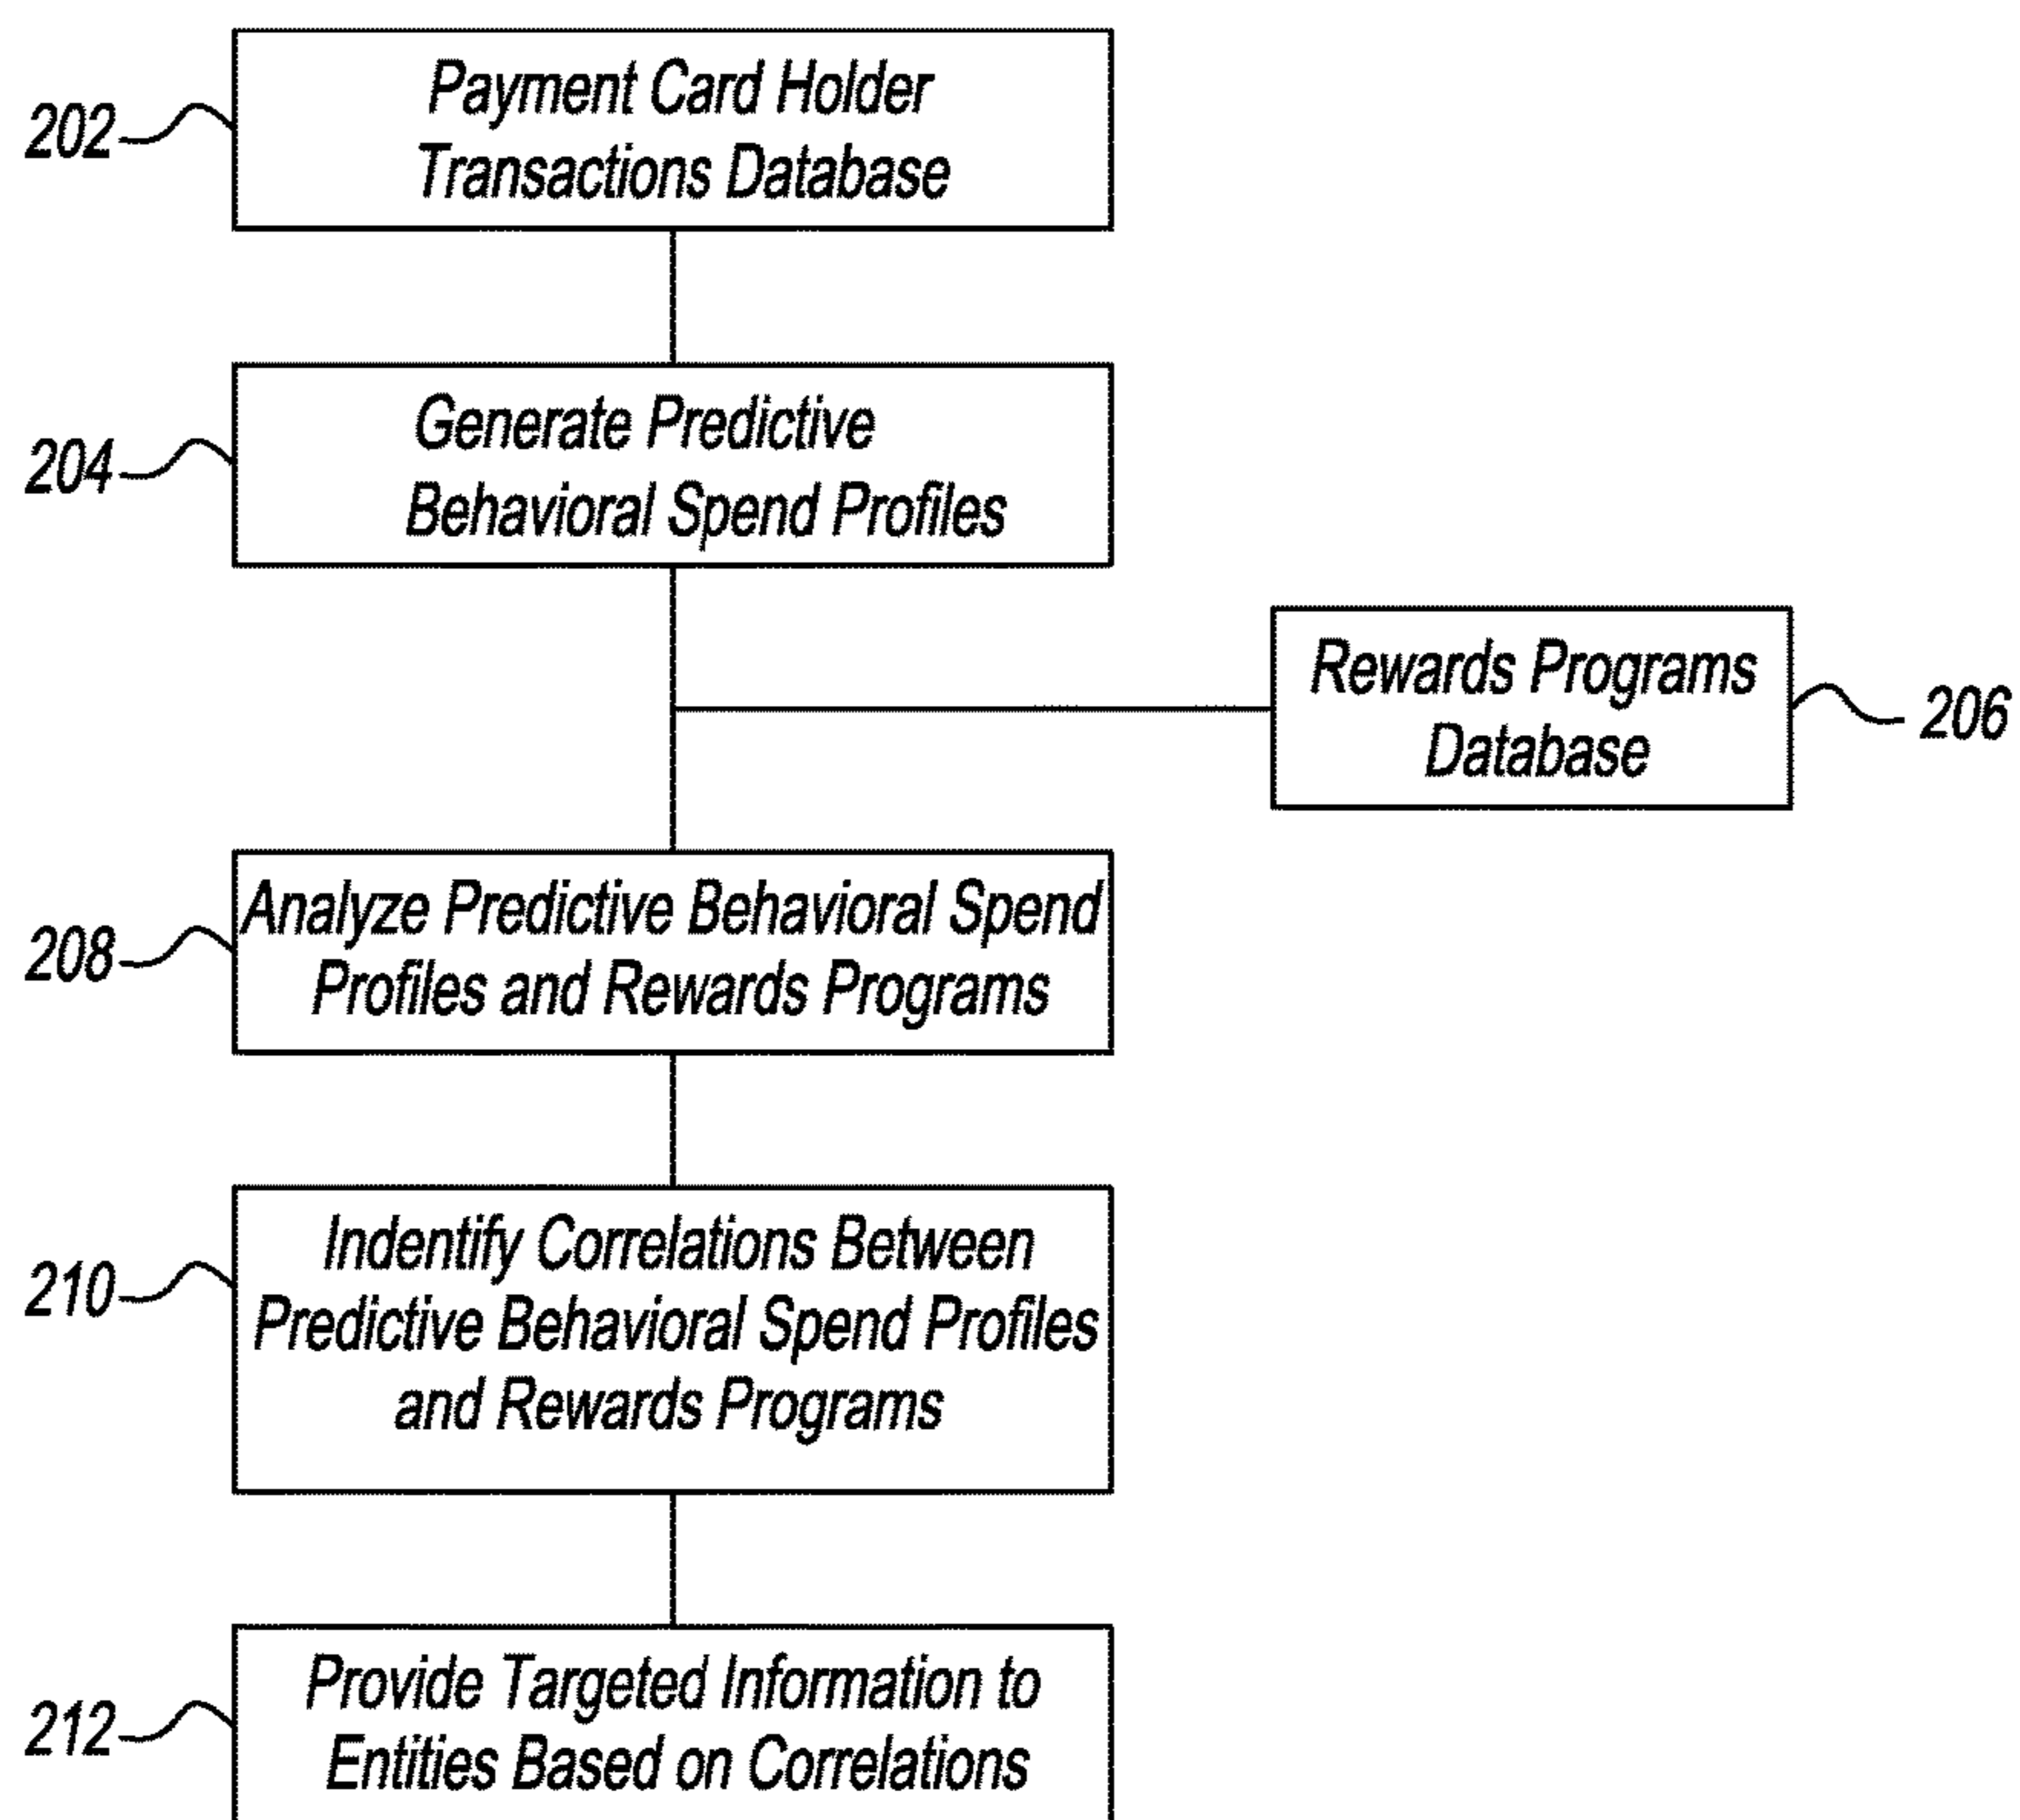 Payment Card Holder
202
Transactions Database
Generate Predictive
204
Behavioral Spend Profiles
Rewards Programs
206
Database
Analyze Predictive Behavioral Spend
208
Profiles and Rewards Programs
Indentify Correlations Between
210
Predictive Behavioral Spend Profiles
and Rewards Programs
Provide Targeted Information to
212
Entities Based on Correlations